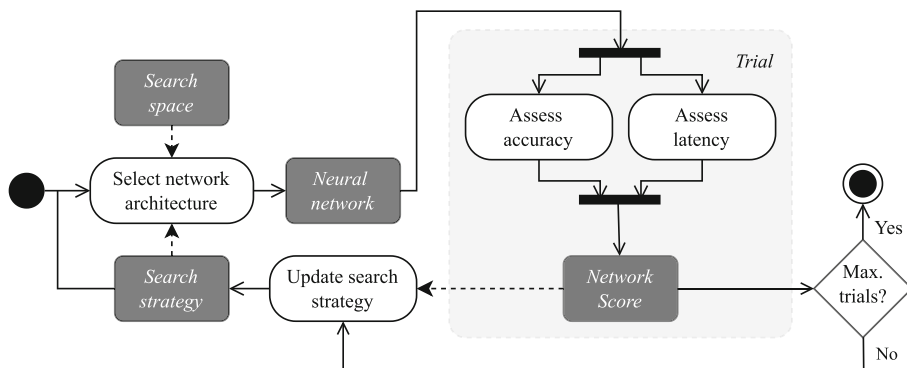 Trial
Search
space
Assess
accuracy
Assess
latency
Select network
architecture
Neural
network
Yes
Search
strategy
Update search
strategy
Network
Score
Max.
trials?
No